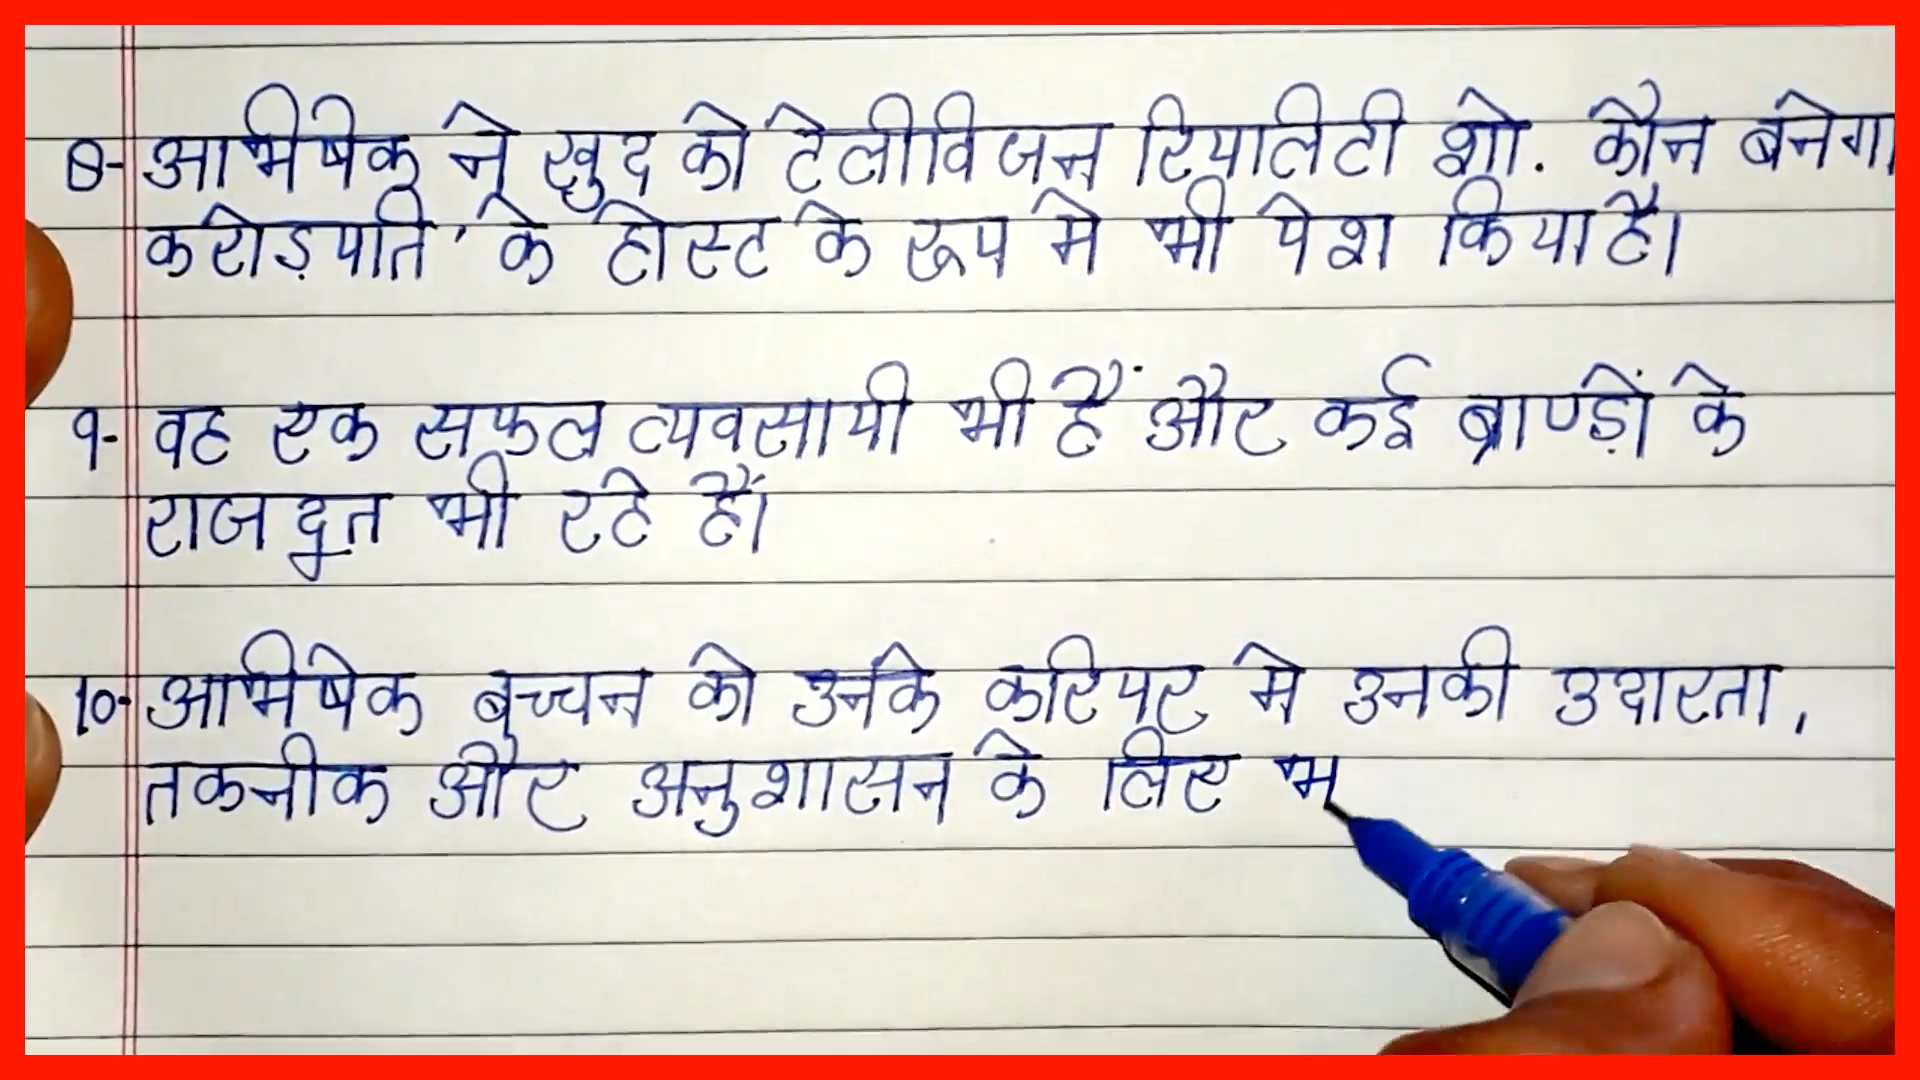 8- अभिषेक ने खुद को टेलीविजन रियालिटी शो. कौन बनेगा
करोड़पति' के होस्ट के रूप मे भी पेश किया है।
9- वह एक सफल व्यवसायी भी हैं और कई ब्राण्ड़ों के
राजदूत भी रहे हैं।
10- अभिषेक बच्चन को उनके करियर मे उनकी उदारता,
तकनीक और अनुशासन के लिए भ